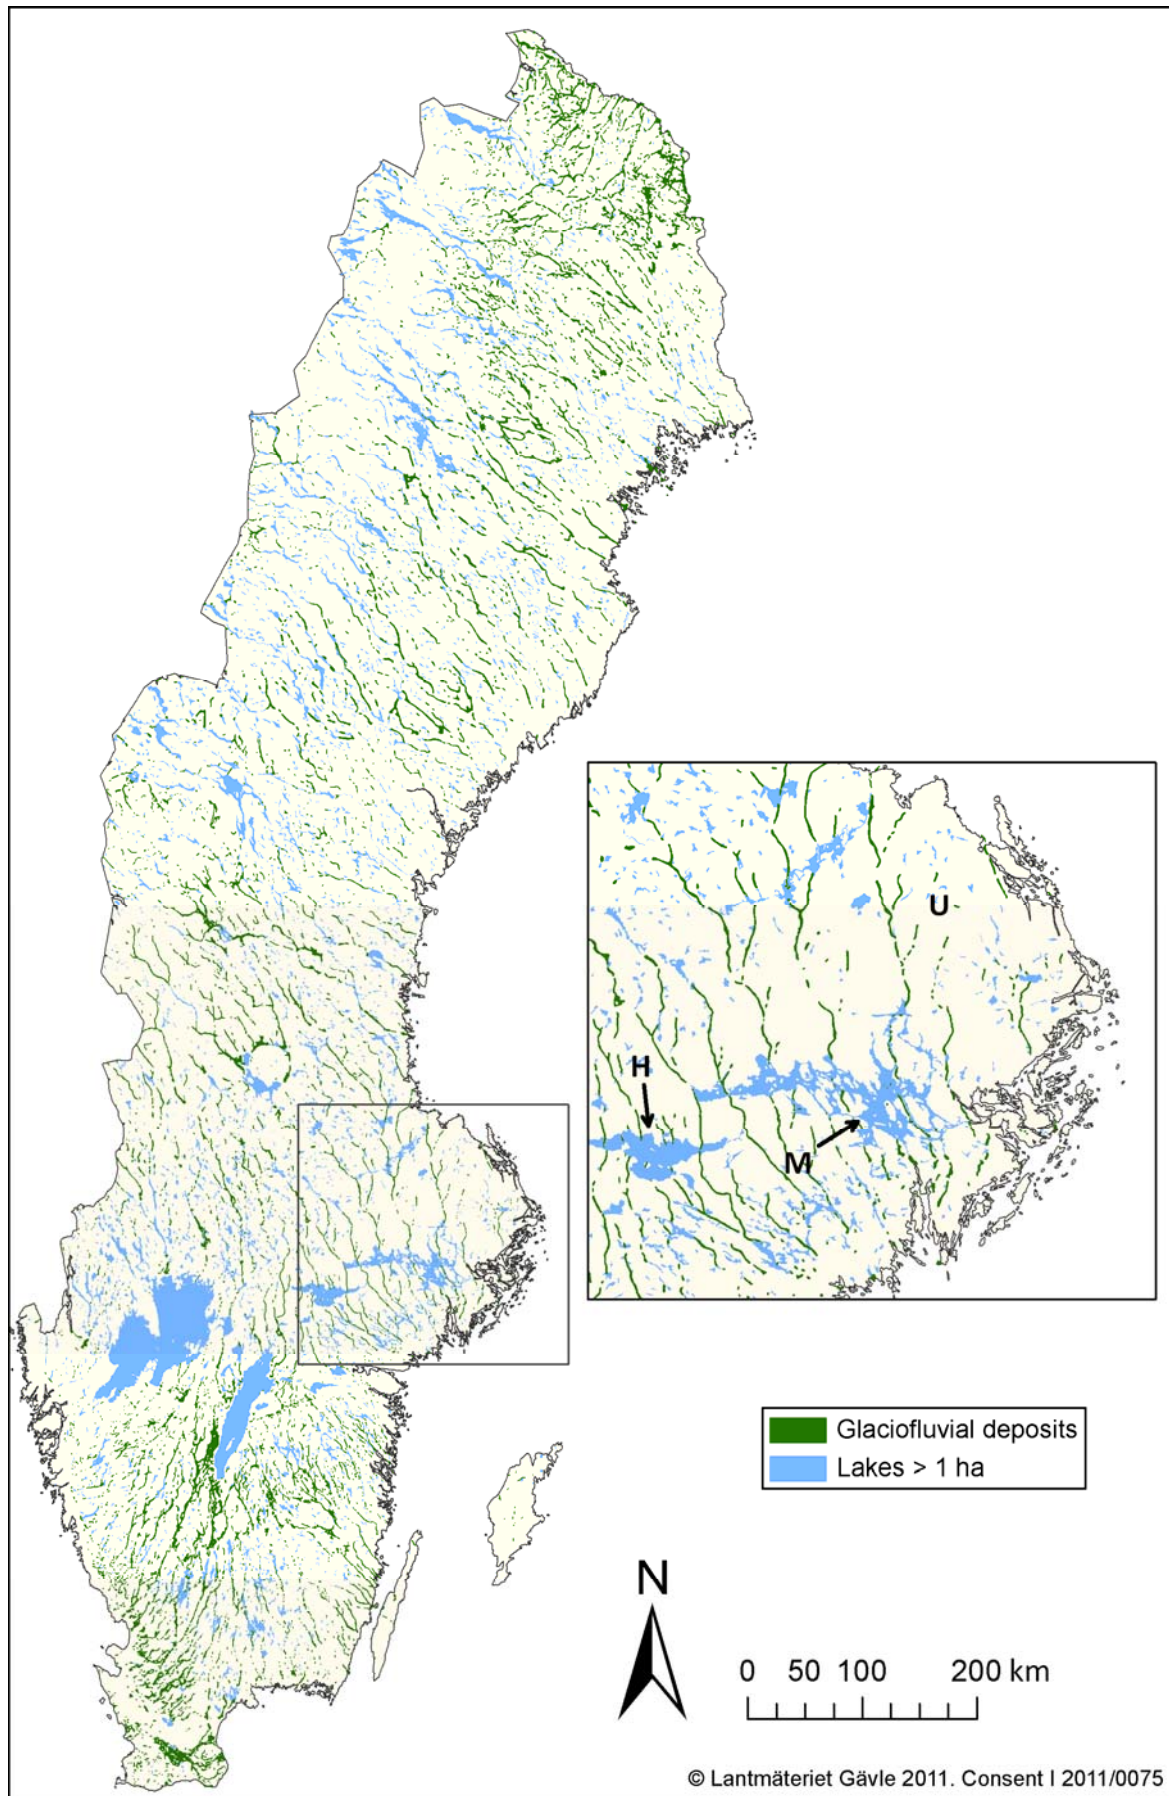 U
H
M
Glaciofluvial deposits
Lakes > 1 ha
N
0 50 100 200 km
© Lantmäteriet Gävle 2011. Consent I 2011/0075